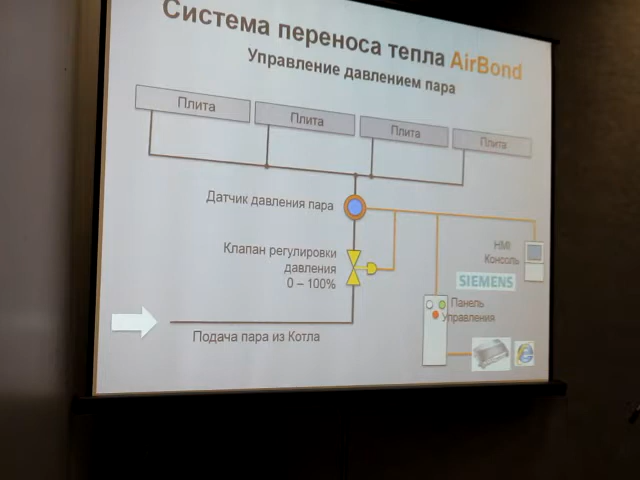 Система переноса тепла AirBond
Управление давлением пара
Плита
Плита
Плита
Плита
Датчик давления пара
Клапан регулировки
давления
0 – 100%
HMI
Консоль
SIEMENS
Панель
Управления
Подача пара из Котла